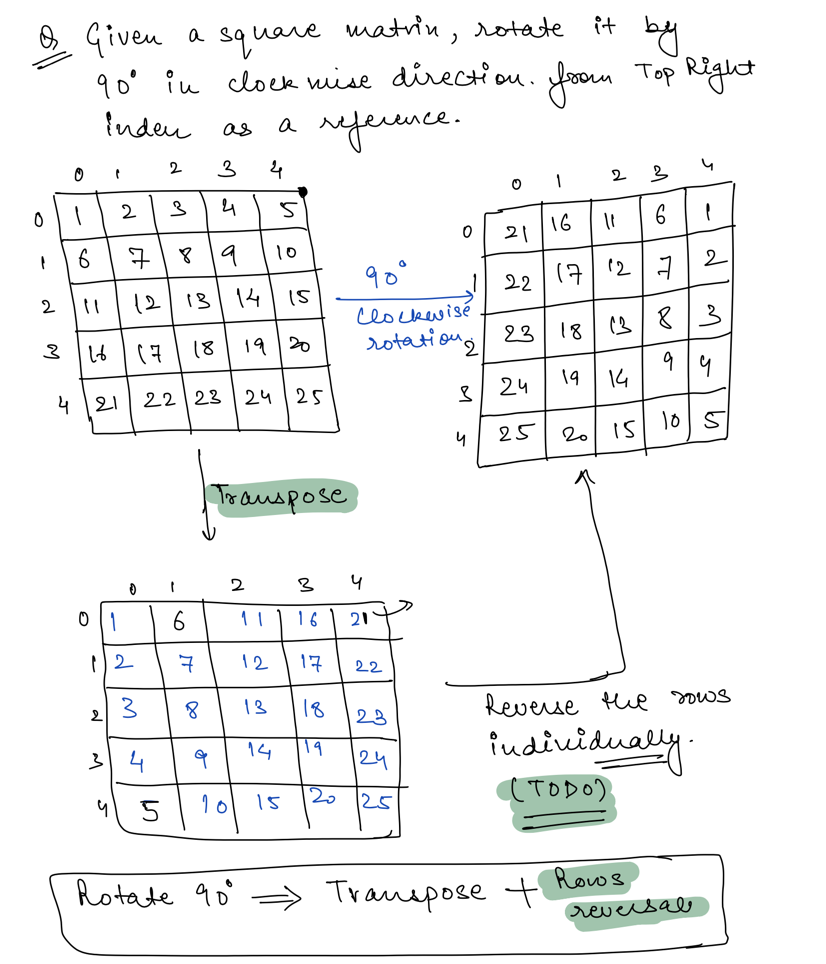 Q Given a square matrix, rotate it by
90° in clockwise direction. from Top Right
index as a reference.
0 1 2 3 4
0 1 2 3 4 5
1 6 7 8 9 10
2 11 12 13 14 15
3 16 17 18 19 20
4 21 22 23 24 25
90°
Clockwise
rotation
0 1 2 3 4
0 21 16 11 6 1
1 22 17 12 7 2
2 23 18 13 8 3
3 24 19 14 9 4
4 25 20 15 10 5
Transpose
0 1 2 3 4
0 1 6 11 16 21
1 2 7 12 17 22
2 3 8 13 18 23
3 4 9 14 19 24
4 5 10 15 20 25
Reverse the rows
individually.
(TODO)
Rotate 90° ⇒ Transpose + Rows
reversal